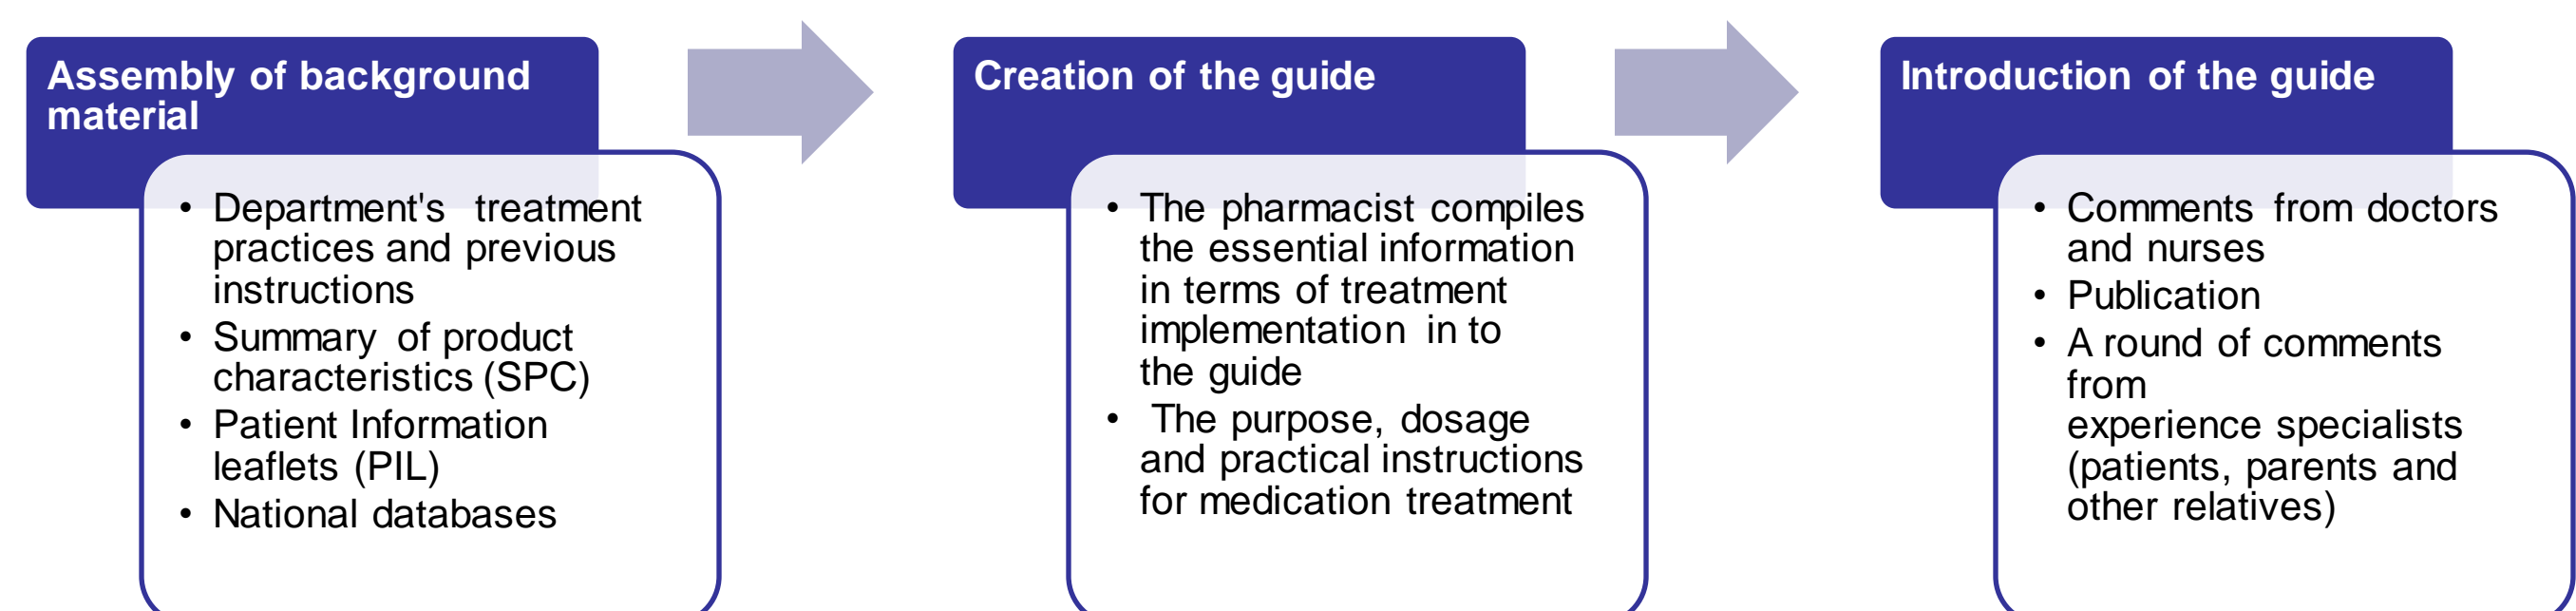 Assembly of background
material
• Department's treatment
practices and previous
instructions
• Summary of product
characteristics (SPC)
• Patient Information
leaflets (PIL)
• National databases
Creation of the guide
• The pharmacist compiles
the essential information
in terms of treatment
implementation in to
the guide
• The purpose, dosage
and practical instructions
for medication treatment
Introduction of the guide
• Comments from doctors
and nurses
• Publication
• A round of comments
from
experience specialists
(patients, parents and
other relatives)